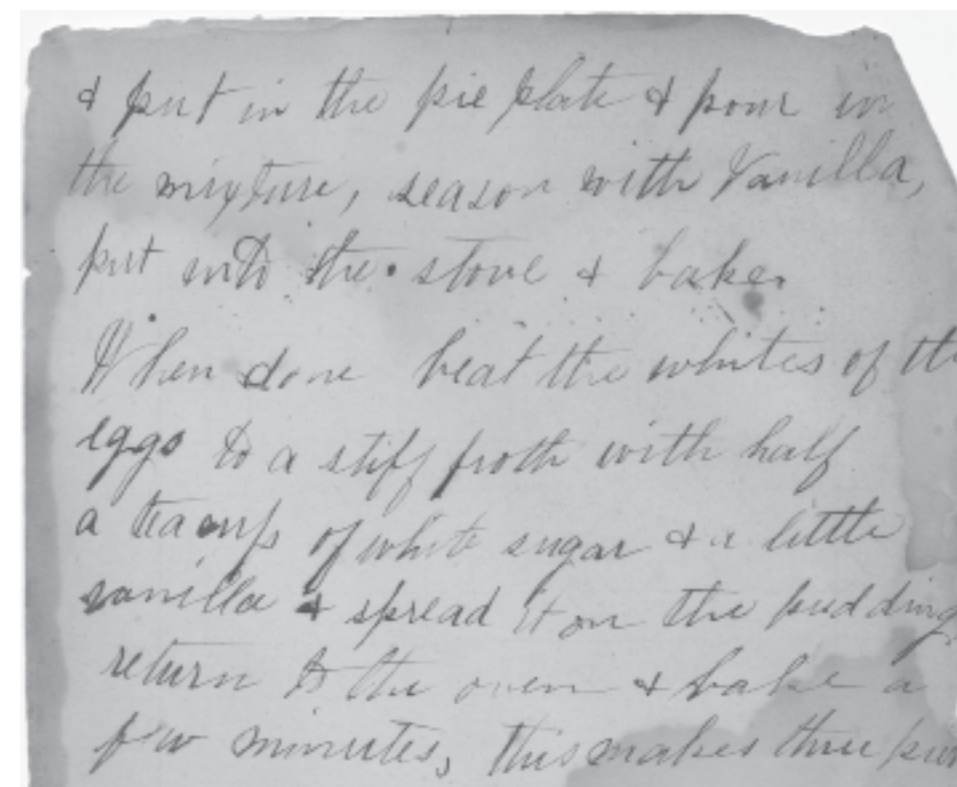 & put in the pie plate & pour in
the mixture, season with Vanilla,
put into the stove & bake.
When done beat the whites of th
eggs to a stiff froth with half
a teacup of white sugar & a little
vanilla & spread it on the pudding
return to the oven & bake a
few minutes, this makes three